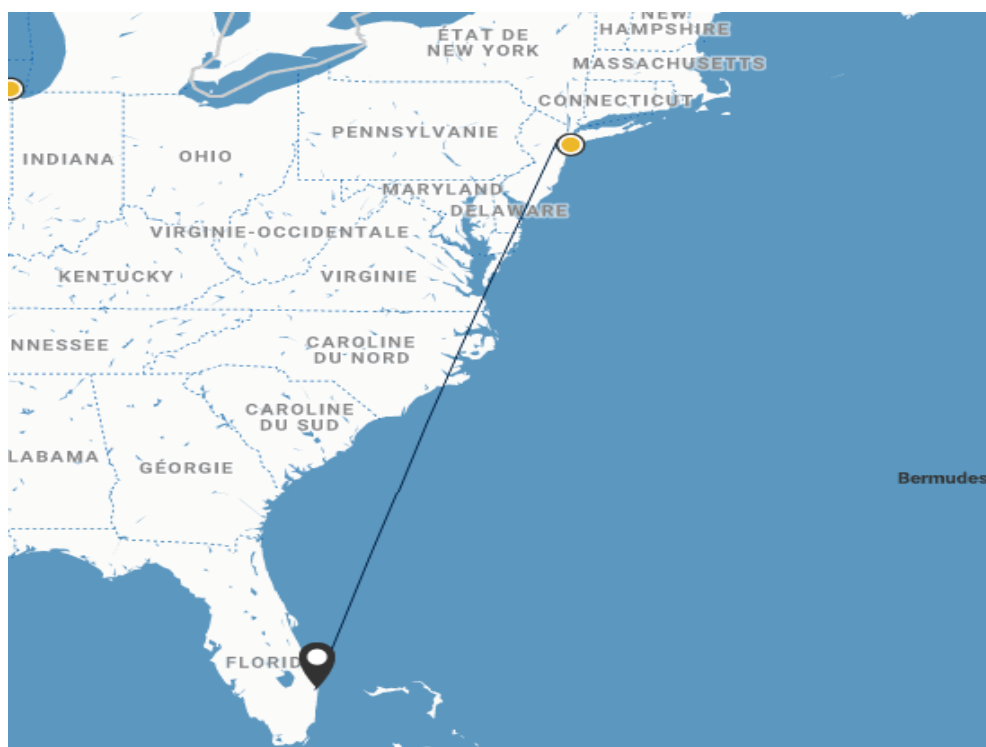 NEW
HAMPSHIRE
ÉTAT DE
NEW YORK
MASSACHUSETTS
CONNECTICUT
PENNSYLVANIE
INDIANA
OHIO
MARYLAND
DELAWARE
VIRGINIE-OCCIDENTALE
KENTUCKY
VIRGINIE
NNESSEE
CAROLINE
DU NORD
CAROLINE
DU SUD
LABAMA
GÉORGIE
Bermudes
FLORID